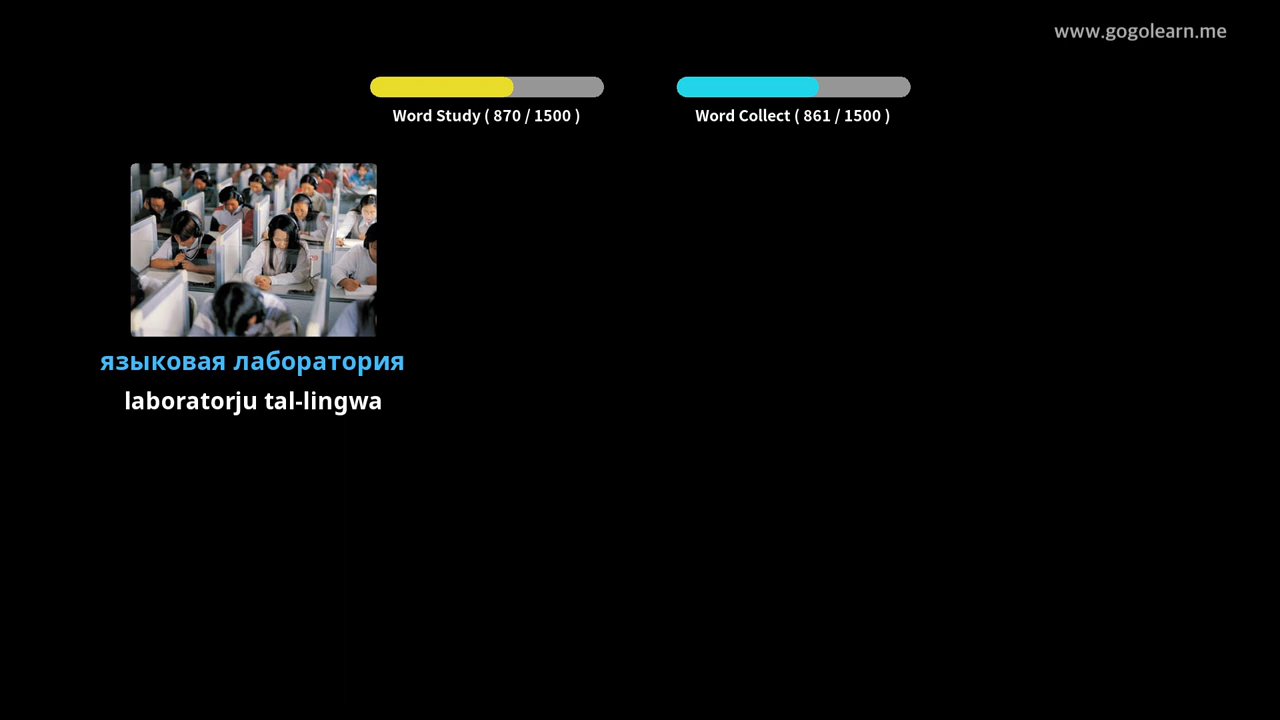 www.gogolearn.me
Word Study ( 870 / 1500 )
Word Collect ( 861 / 1500 )
языковая лаборатория
laboratorju tal-lingwa